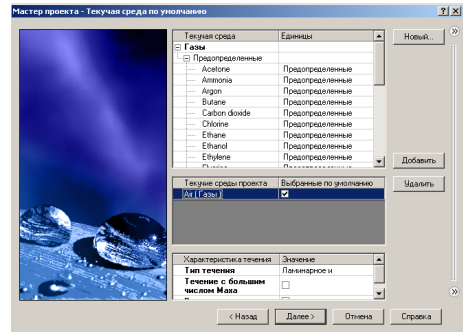 Мастер проекта - Текучая среда по умолчанию
Текучая среда Единицы
Газы
Предопределенные
Acetone Предопределенные
Ammonia Предопределенные
Argon Предопределенные
Butane Предопределенные
Carbon dioxide Предопределенные
Chlorine Предопределенные
Ethane Предопределенные
Ethanol Предопределенные
Ethylene Предопределенные
Предопределенные
Новый...
Добавить
Текучие среды проекта Выбранные по умолчанию
Air ( Газы )
Удалить
Характеристика течения Значение
Тип течения Ламинарное и
Течение с большим
числом Маха
< Назад Далее > Отмена Справка